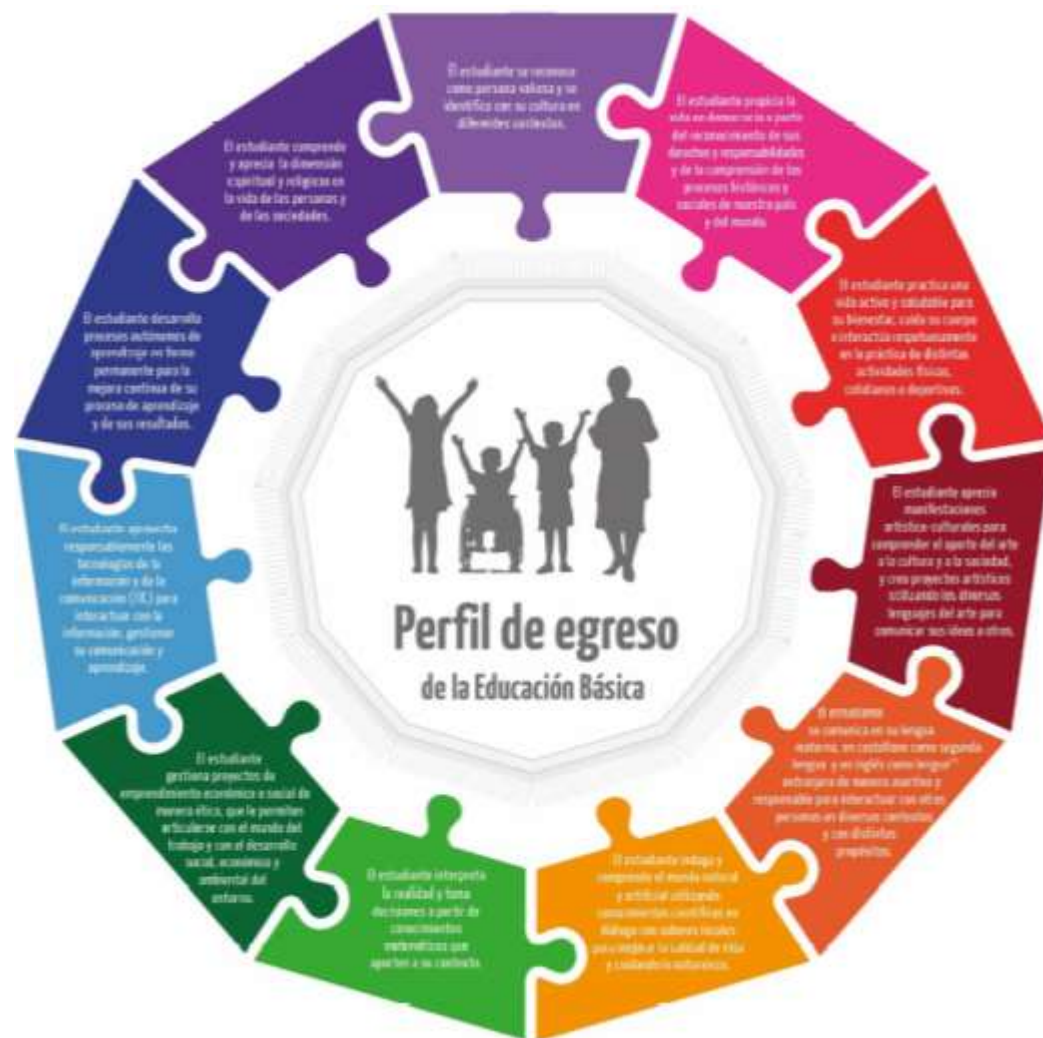 El estudiante se reconoce
como persona valiosa y se
identifica con su cultura en
diferentes contextos.
El estudiante propicia la
vida en democracia a partir
del reconocimiento de sus
derechos y responsabilidades
y de la comprensión de los
procesos históricos y
sociales de nuestro país
y del mundo.
El estudiante practica una
vida activa y saludable para
su bienestar, cuida su cuerpo
e interactúa respetuosamente
en la práctica de distintas
actividades físicas,
cotidianas o deportivas.
El estudiante aprecia
manifestaciones
artístico-culturales para
comprender el aporte del arte
a la cultura y a la sociedad,
y crea proyectos artísticos
utilizando los diversos
lenguajes del arte para
comunicar sus ideas a otros.
El estudiante
se comunica en su lengua
materna, en castellano como segunda
lengua y en inglés como lengua
extranjera de manera asertiva y
responsable para interactuar con otras
personas en diversos contextos
y con distintos
propósitos.
El estudiante indaga y
comprende el mundo natural
y artificial utilizando
conocimientos científicos en
diálogo con saberes locales
para mejorar la calidad de vida
y cuidando la naturaleza.
El estudiante interpreta
la realidad y toma
decisiones a partir de
conocimientos
matemáticos que
aporten a su contexto.
El estudiante
gestiona proyectos de
emprendimiento económico o social de
manera ética, que le permiten
articularse con el mundo del
trabajo y con el desarrollo
social, económico y
ambiental del
entorno.
El estudiante aprovecha
responsablemente las
tecnologías de la
información y de la
comunicación (TIC) para
interactuar con la
información, gestionar
su comunicación y
aprendizaje.
El estudiante desarrolla
procesos autónomos de
aprendizaje en forma
permanente para la
mejora continua de su
proceso de aprendizaje
y de sus resultados.
El estudiante comprende
y aprecia la dimensión
espiritual y religiosa en
la vida de las personas y
de las sociedades.
Perfil de egreso
de la Educación Básica